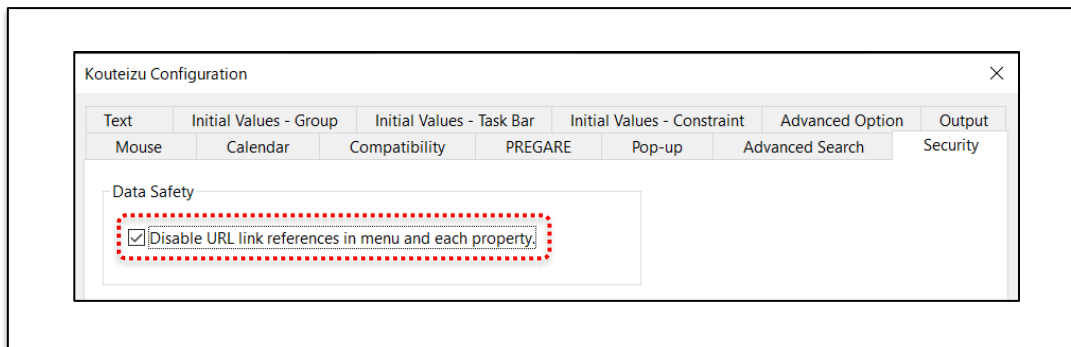 Kouteizu Configuration
Text Initial Values - Group Initial Values - Task Bar Initial Values - Constraint Advanced Option Output
Mouse Calendar Compatibility PREGARE Pop-up Advanced Search Security
Data Safety
Disable URL link references in menu and each property.